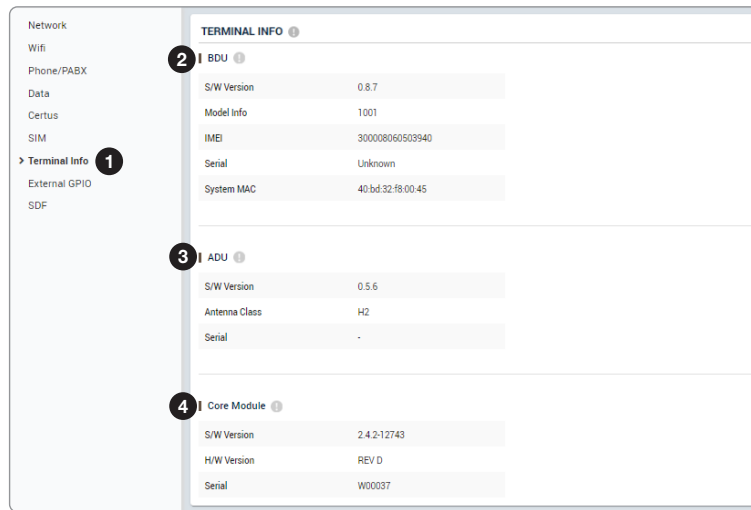 Network
Wifi
Phone/PABX
Data
Certus
SIM
Terminal Info 1
External GPIO
SDF
TERMINAL INFO
2 BDU
S/W Version 0.8.7
Model Info 1001
IMEI 300008060503940
Serial Unknown
System MAC 40:bd:32:f8:00:45
3 ADU
S/W Version 0.5.6
Antenna Class H2
Serial -
4 Core Module
S/W Version 2.4.2-12743
H/W Version REV D
Serial W00037